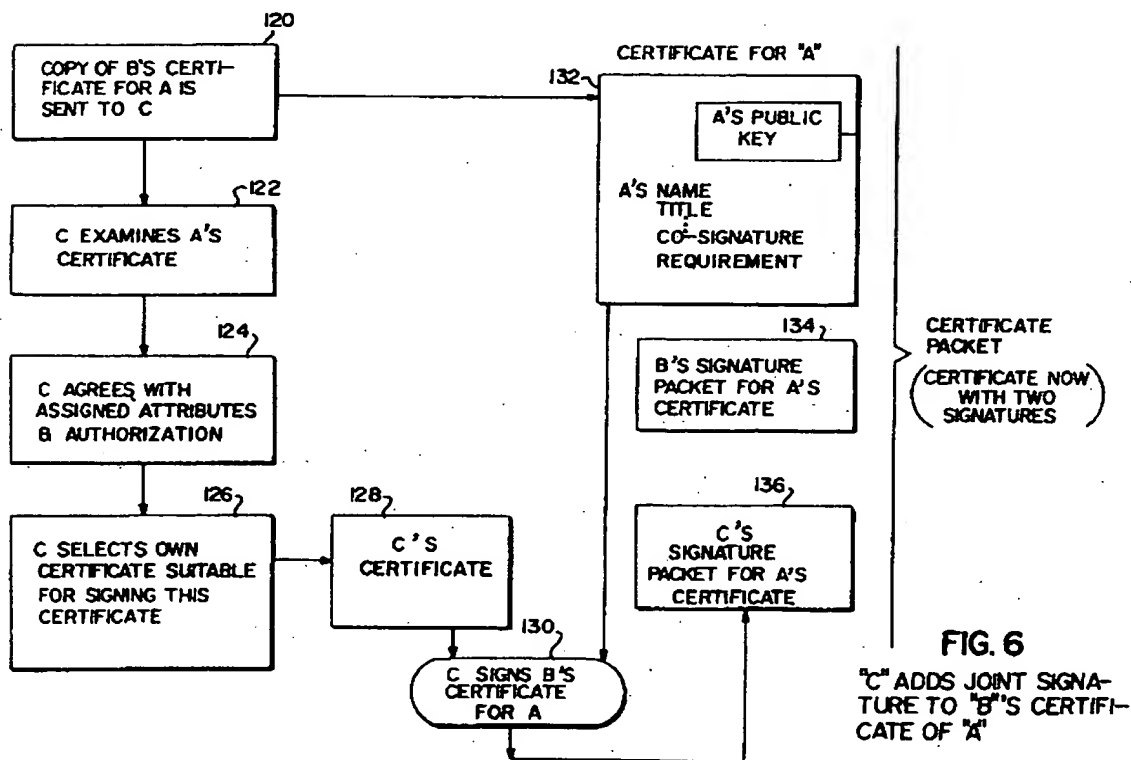 120
COPY OF B'S CERTI-
FICATE FOR A IS
SENT TO C
122
C EXAMINES A'S
CERTIFICATE
124
C AGREES WITH
ASSIGNED ATTRIBUTES
& AUTHORIZATION
126
C SELECTS OWN
CERTIFICATE SUITABLE
FOR SIGNING THIS
CERTIFICATE
128
C'S
CERTIFICATE
130
C SIGNS B'S
CERTIFICATE
FOR A
CERTIFICATE FOR "A"
132
A'S PUBLIC
KEY
A'S NAME
TITLE
CO-SIGNATURE
REQUIREMENT
134
B'S SIGNATURE
PACKET FOR A'S
CERTIFICATE
136
C'S
SIGNATURE
PACKET FOR A'S
CERTIFICATE
CERTIFICATE
PACKET
(CERTIFICATE NOW
WITH TWO
SIGNATURES)
FIG. 6
"C" ADDS JOINT SIGNA-
TURE TO "B"'S CERTIFI-
CATE OF "A"